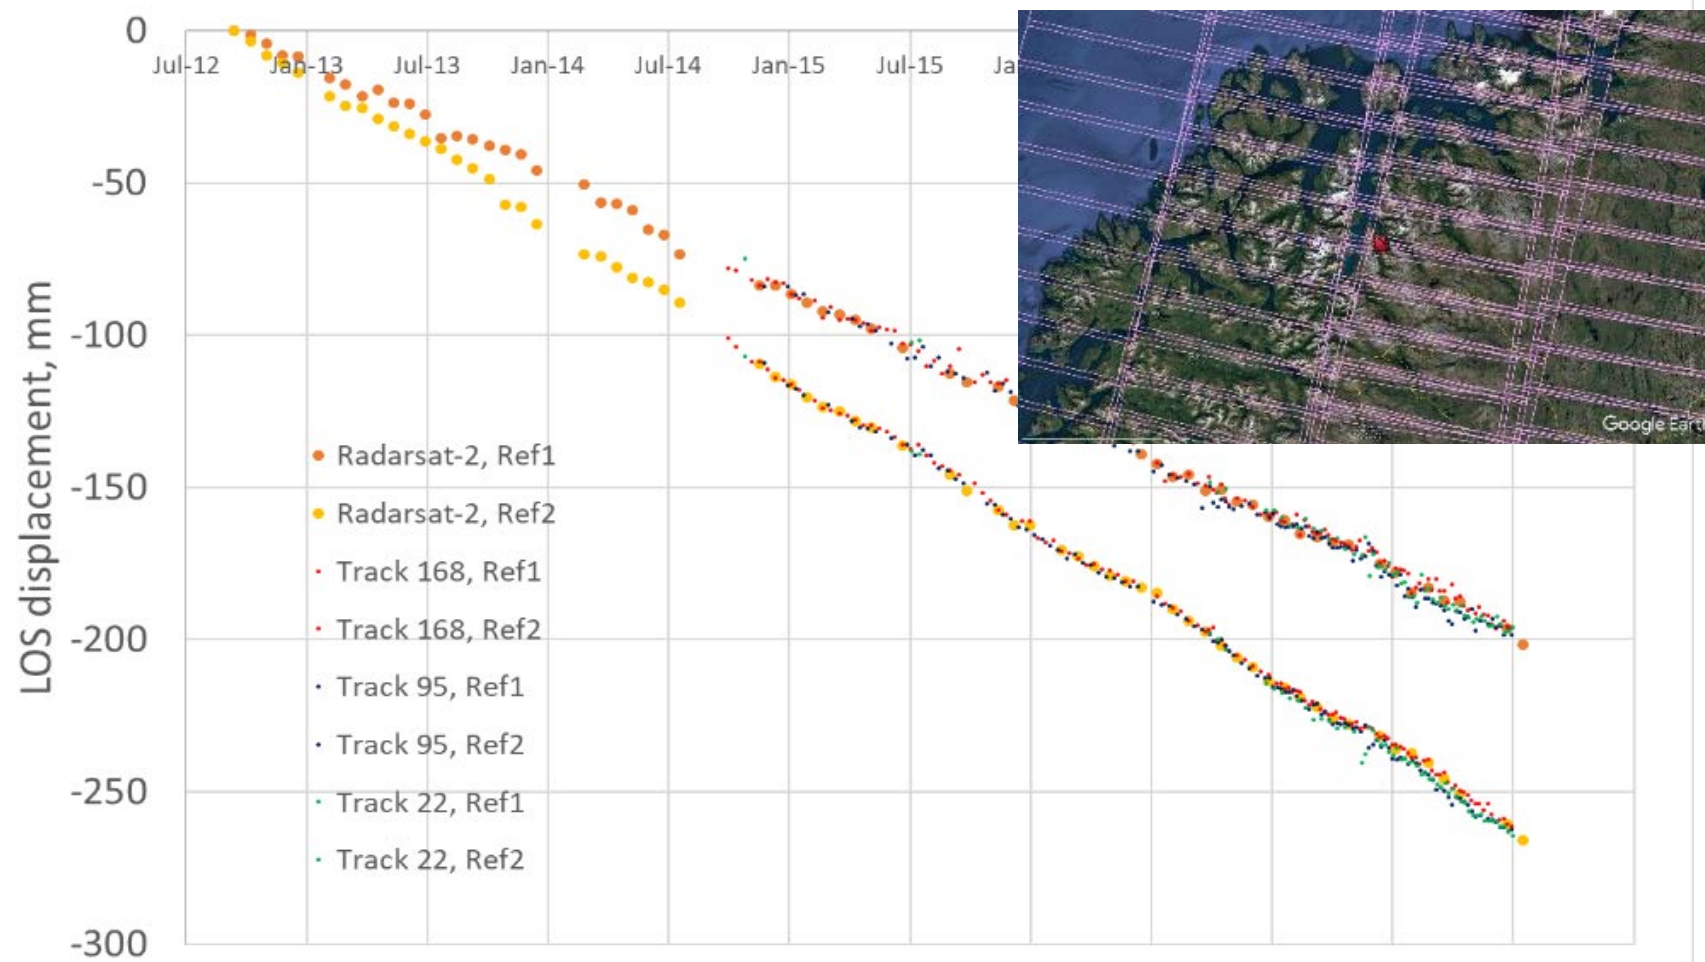 0
Jul-12 Jan-13 Jul-13 Jan-14 Jul-14 Jan-15 Jul-15
-50
-100
-150
-200
-250
-300
LOS displacement, mm
Radarsat-2, Ref1
Radarsat-2, Ref2
Track 168, Ref1
Track 168, Ref2
Track 95, Ref1
Track 95, Ref2
Track 22, Ref1
Track 22, Ref2
Google Eart